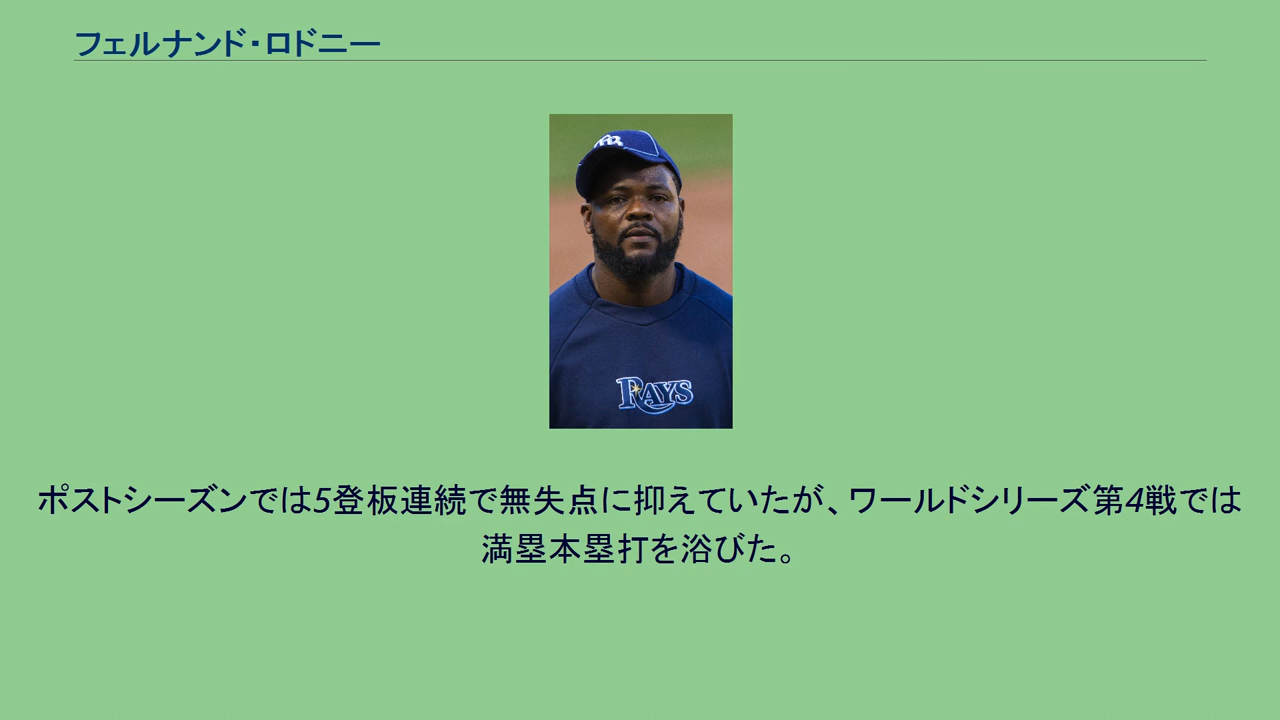 フェルナンド・ロドニー
RAYS
ポストシーズンでは5登板連続で無失点に抑えていたが、ワールドシリーズ第4戦では
満塁本塁打を浴びた。